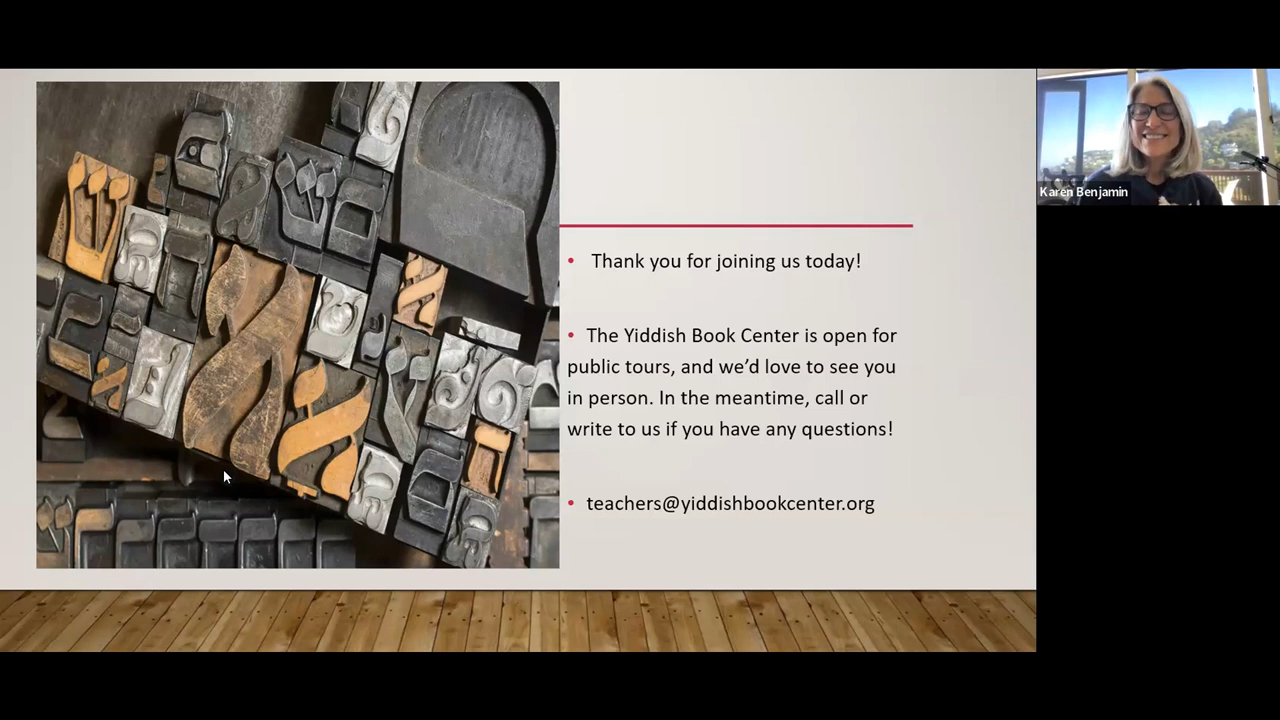 Thank you for joining us today!
The Yiddish Book Center is open for
public tours, and we’d love to see you
in person. In the meantime, call or
write to us if you have any questions!
teachers@yiddishbookcenter.org
Karen Benjamin